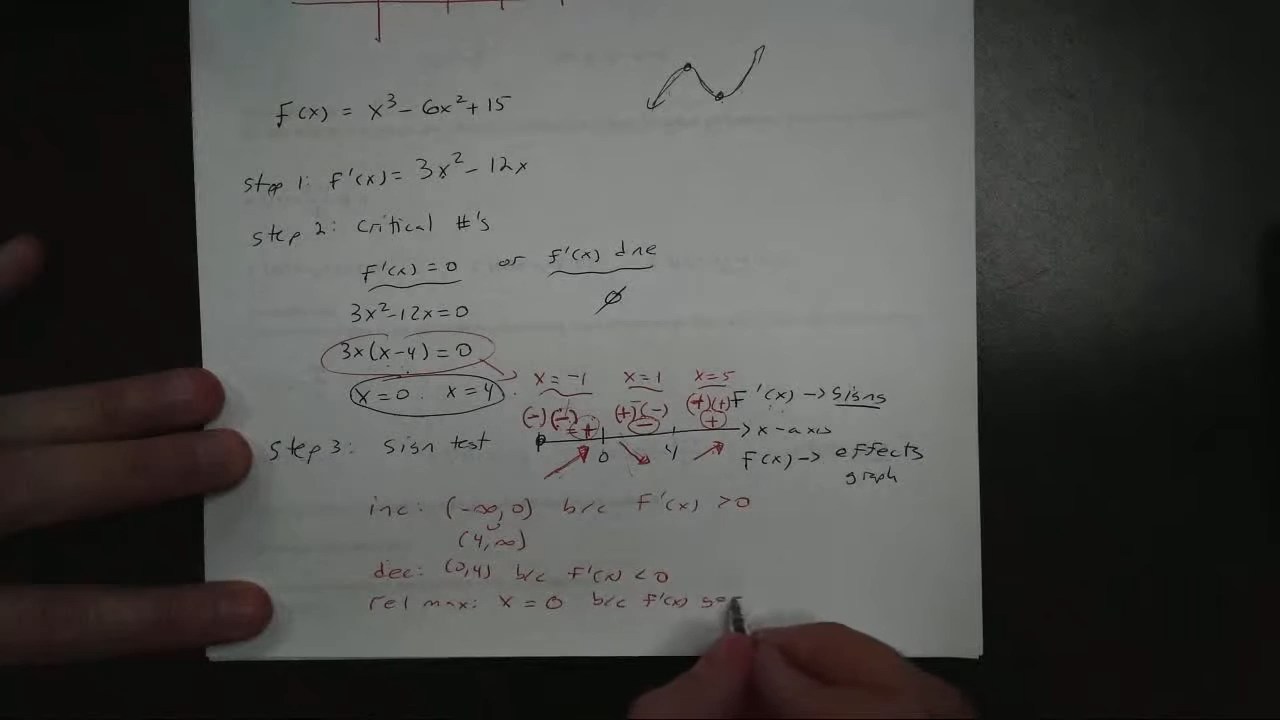 f(x) = x³ - 6x² + 15
Step 1: f'(x) = 3x² - 12x
Step 2: Critical #'s
f'(x) = 0 or f'(x) dne
3x² - 12x = 0 ∅
3x(x-4) = 0
x = 0. x = 4
x = -1 x = 1 x = 5
f'(x) → signs
(-)(-) = + (+)(-) - (+)(+) +
Step 3: Sign test
0 4 x-axis
f(x) → effects
graph
inc: (-∞, 0) b/c f'(x) > 0
∪
(4, ∞)
dec: (0,4) b/c f'(x) < 0
rel max: x = 0 b/c f'(x)